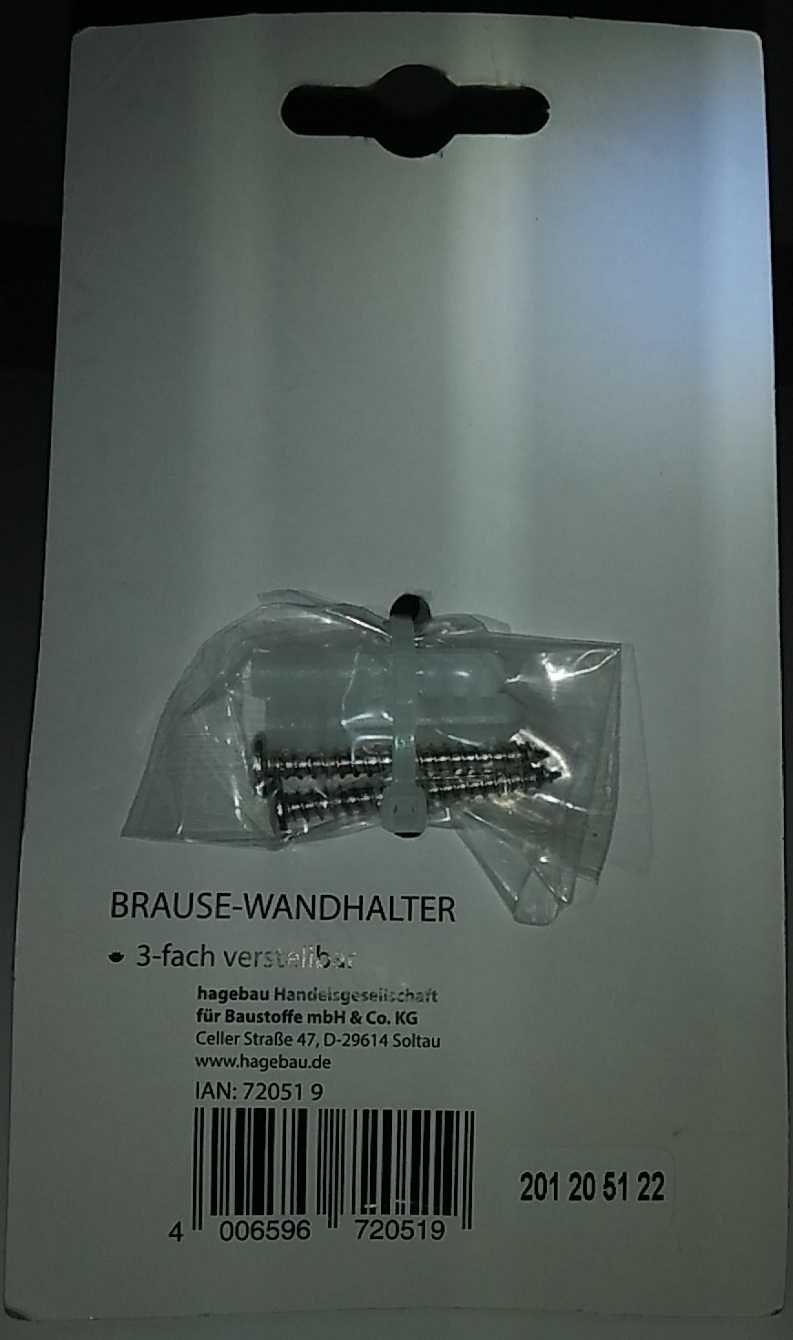 BRAUSE-WANDHALTER
3-fach verstellbar
hagebau Handelsgesellschaft
für Baustoffe mbH & Co. KG
Celler Straße 47, D-29614 Soltau
www.hagebau.de
IAN: 72051 9
4 006596 720519
201 20 51 22